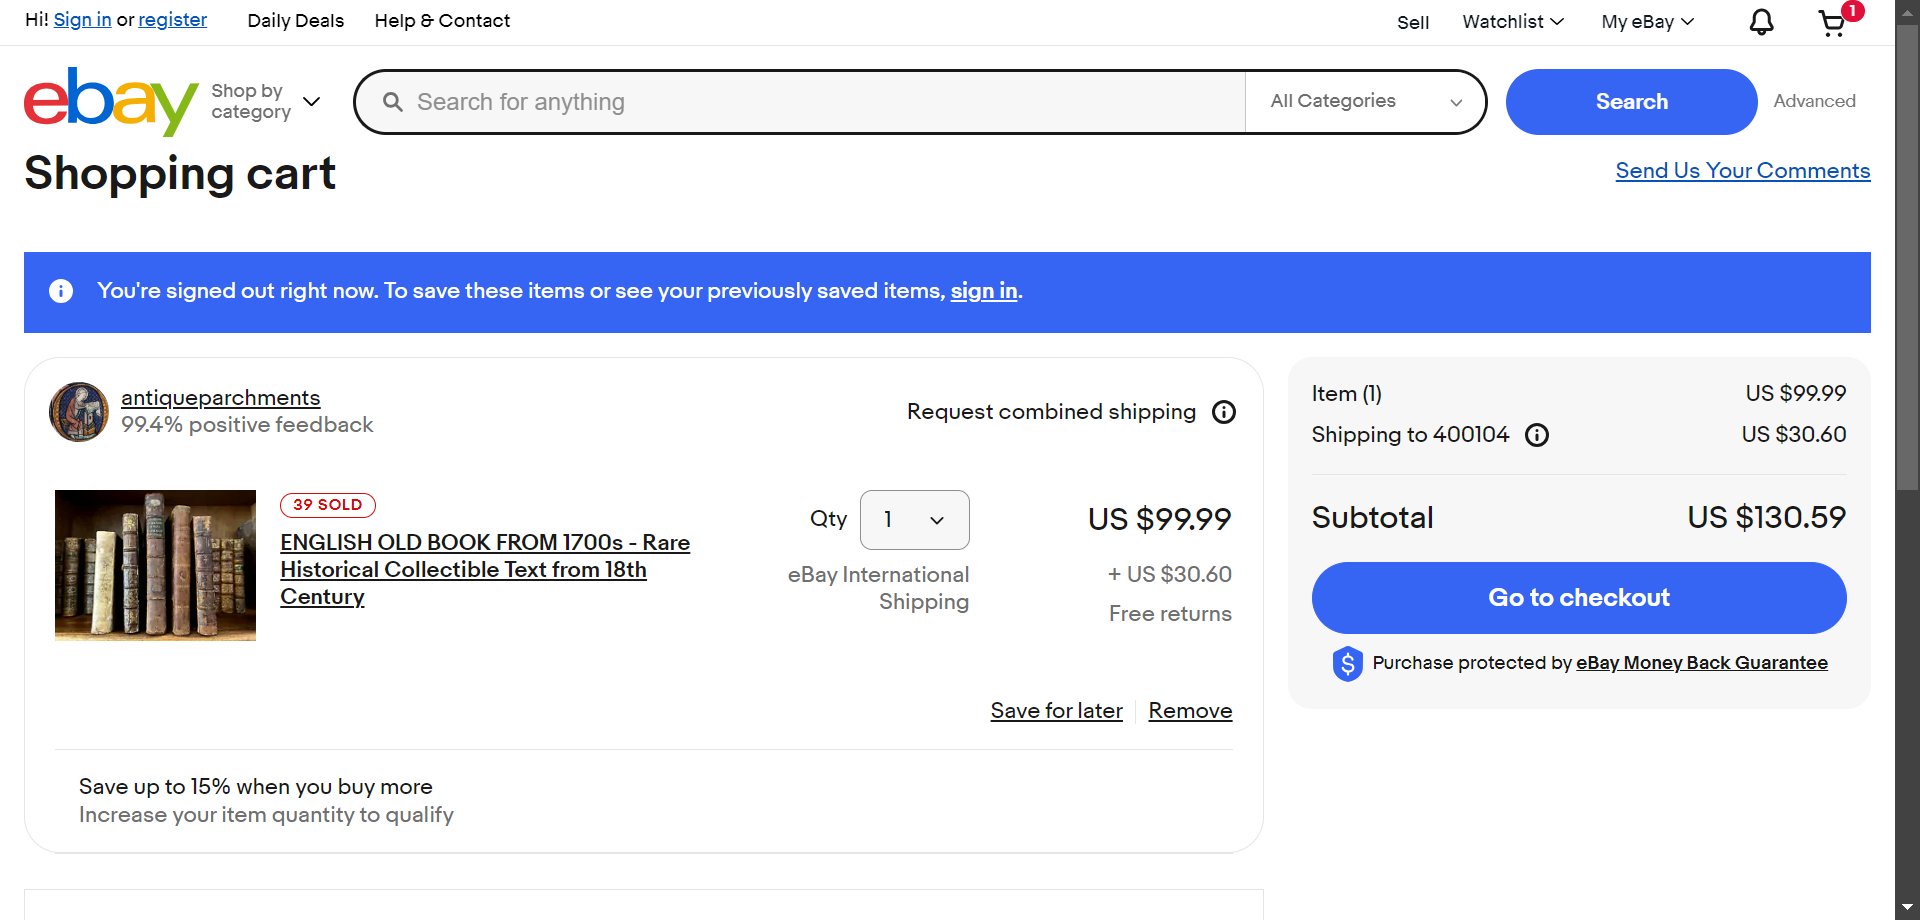 Hi! Sign in or register
Daily Deals
Help & Contact
Sell
Watchlist
My eBay
1
ebay
Shop by
category
Search for anything
All Categories
Search
Advanced
Shopping cart
Send Us Your Comments
You're signed out right now. To save these items or see your previously saved items, sign in.
antiqueparchments
99.4% positive feedback
Request combined shipping
39 SOLD
ENGLISH OLD BOOK FROM 1700s - Rare
Historical Collectible Text from 18th
Century
Qty
1
US $99.99
eBay International
Shipping
+ US $30.60
Free returns
Save for later
Remove
Save up to 15% when you buy more
Increase your item quantity to qualify
Item (1)
US $99.99
Shipping to 400104
US $30.60
Subtotal
US $130.59
Go to checkout
Purchase protected by eBay Money Back Guarantee